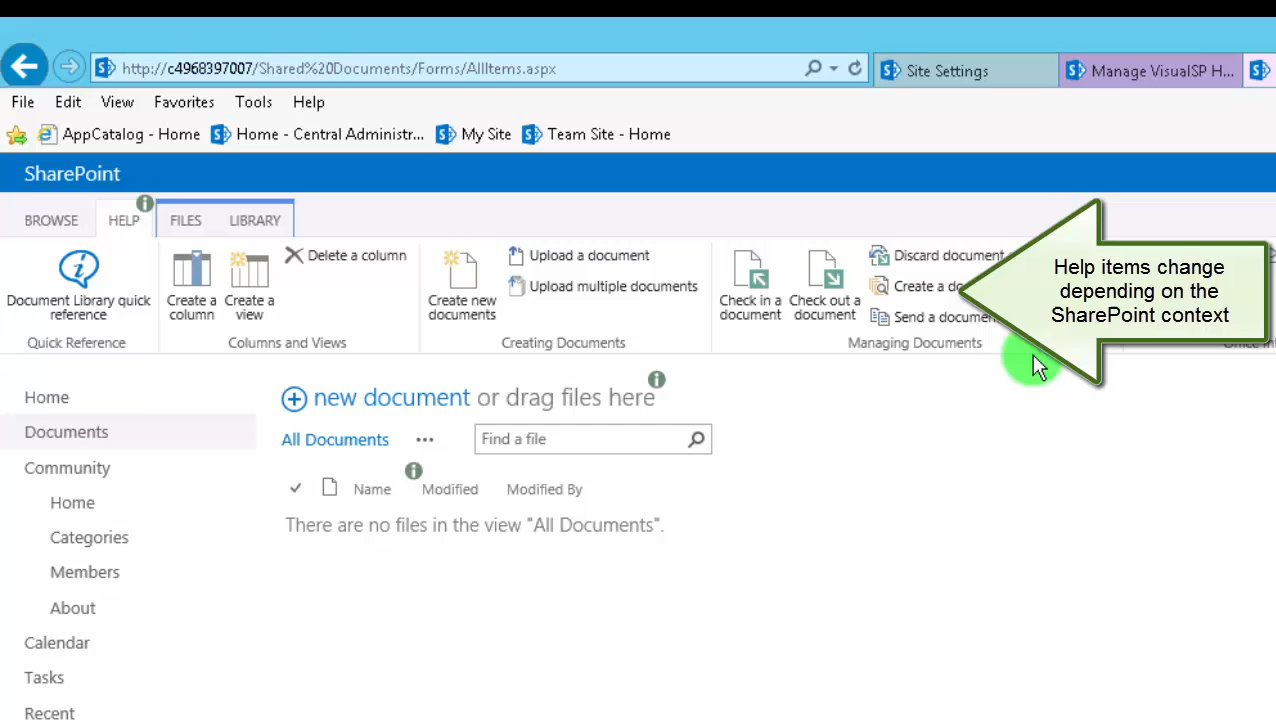 http://c4968397007/Shared%20Documents/Forms/AllItems.aspx
Site Settings
Manage VisualSP H...
File Edit View Favorites Tools Help
AppCatalog - Home
Home - Central Administr...
My Site
Team Site - Home
SharePoint
BROWSE
HELP
FILES
LIBRARY
Document Library quick
reference
Quick Reference
Create a
column
Create a
view
Delete a column
Columns and Views
Create new
documents
Upload a document
Upload multiple documents
Creating Documents
Check in a
document
Check out a
document
Discard document
Create a
Send a document
Managing Documents
Help items change
depending on the
SharePoint context
Home
Documents
Community
Home
Categories
Members
About
Calendar
Tasks
Recent
new document or drag files here
All Documents
Find a file
Name
Modified
Modified By
There are no files in the view "All Documents".